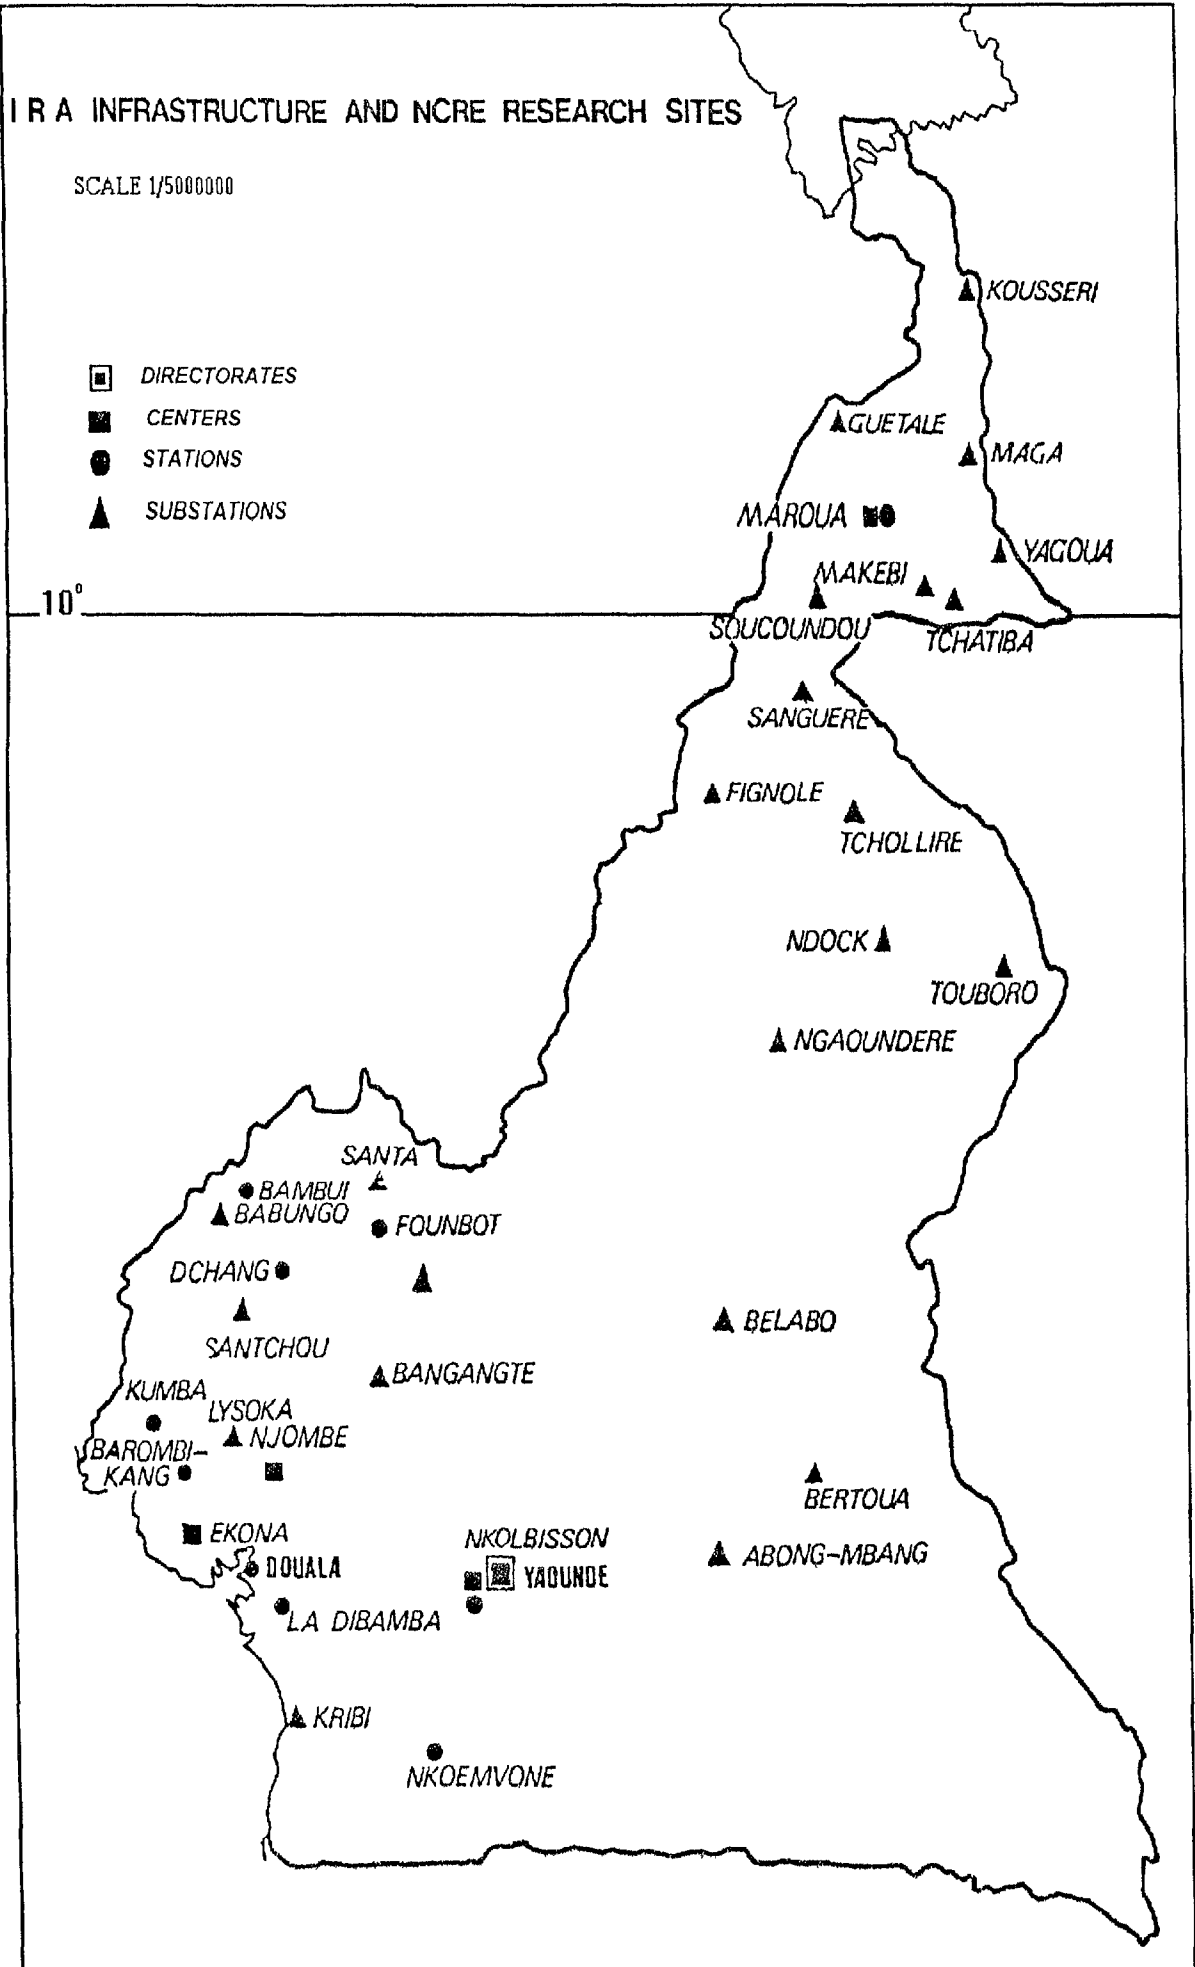 I R A INFRASTRUCTURE AND NCRE RESEARCH SITES
SCALE 1/5000000
KOUSSERI
DIRECTORATES
CENTERS
STATIONS
SUBSTATIONS
GUETALE
MAGA
MAROUA
YAGOUA
MAKEBI
10°
SOUCOUNDOU
TCHATIBA
SANGUERE
FIGNOLE
TCHOLLIRE
NDOCK
TOUBORO
NGAOUNDERE
SANTA
BAMBUI
BABUNGO
FOUNBOT
DCHANG
BELABO
SANTCHOU
BANGANGTE
KUMBA
LYSOKA
NJOMBE
BAROMBI-
KANG
BERTOUA
EKONA
NKOLBISSON
ABONG-MBANG
DOUALA
YAOUNDE
LA DIBAMBA
KRIBI
NKOEMVONE